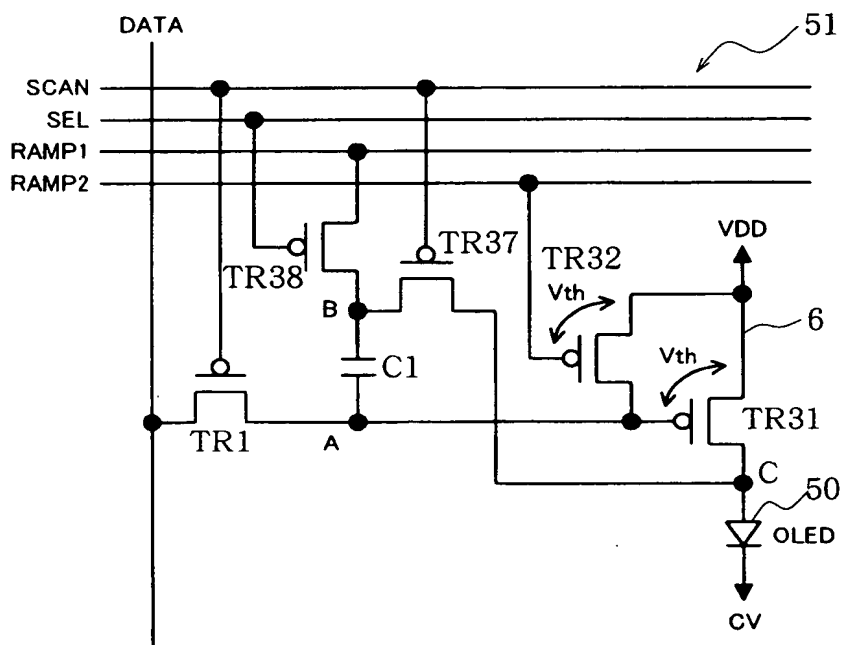 DATA
51
SCAN
SEL
RAMP1
RAMP2
VDD
TR37
TR32
TR38
Vth
6
B
Vth
C1
TR31
TR1
A
C
50
OLED
CV